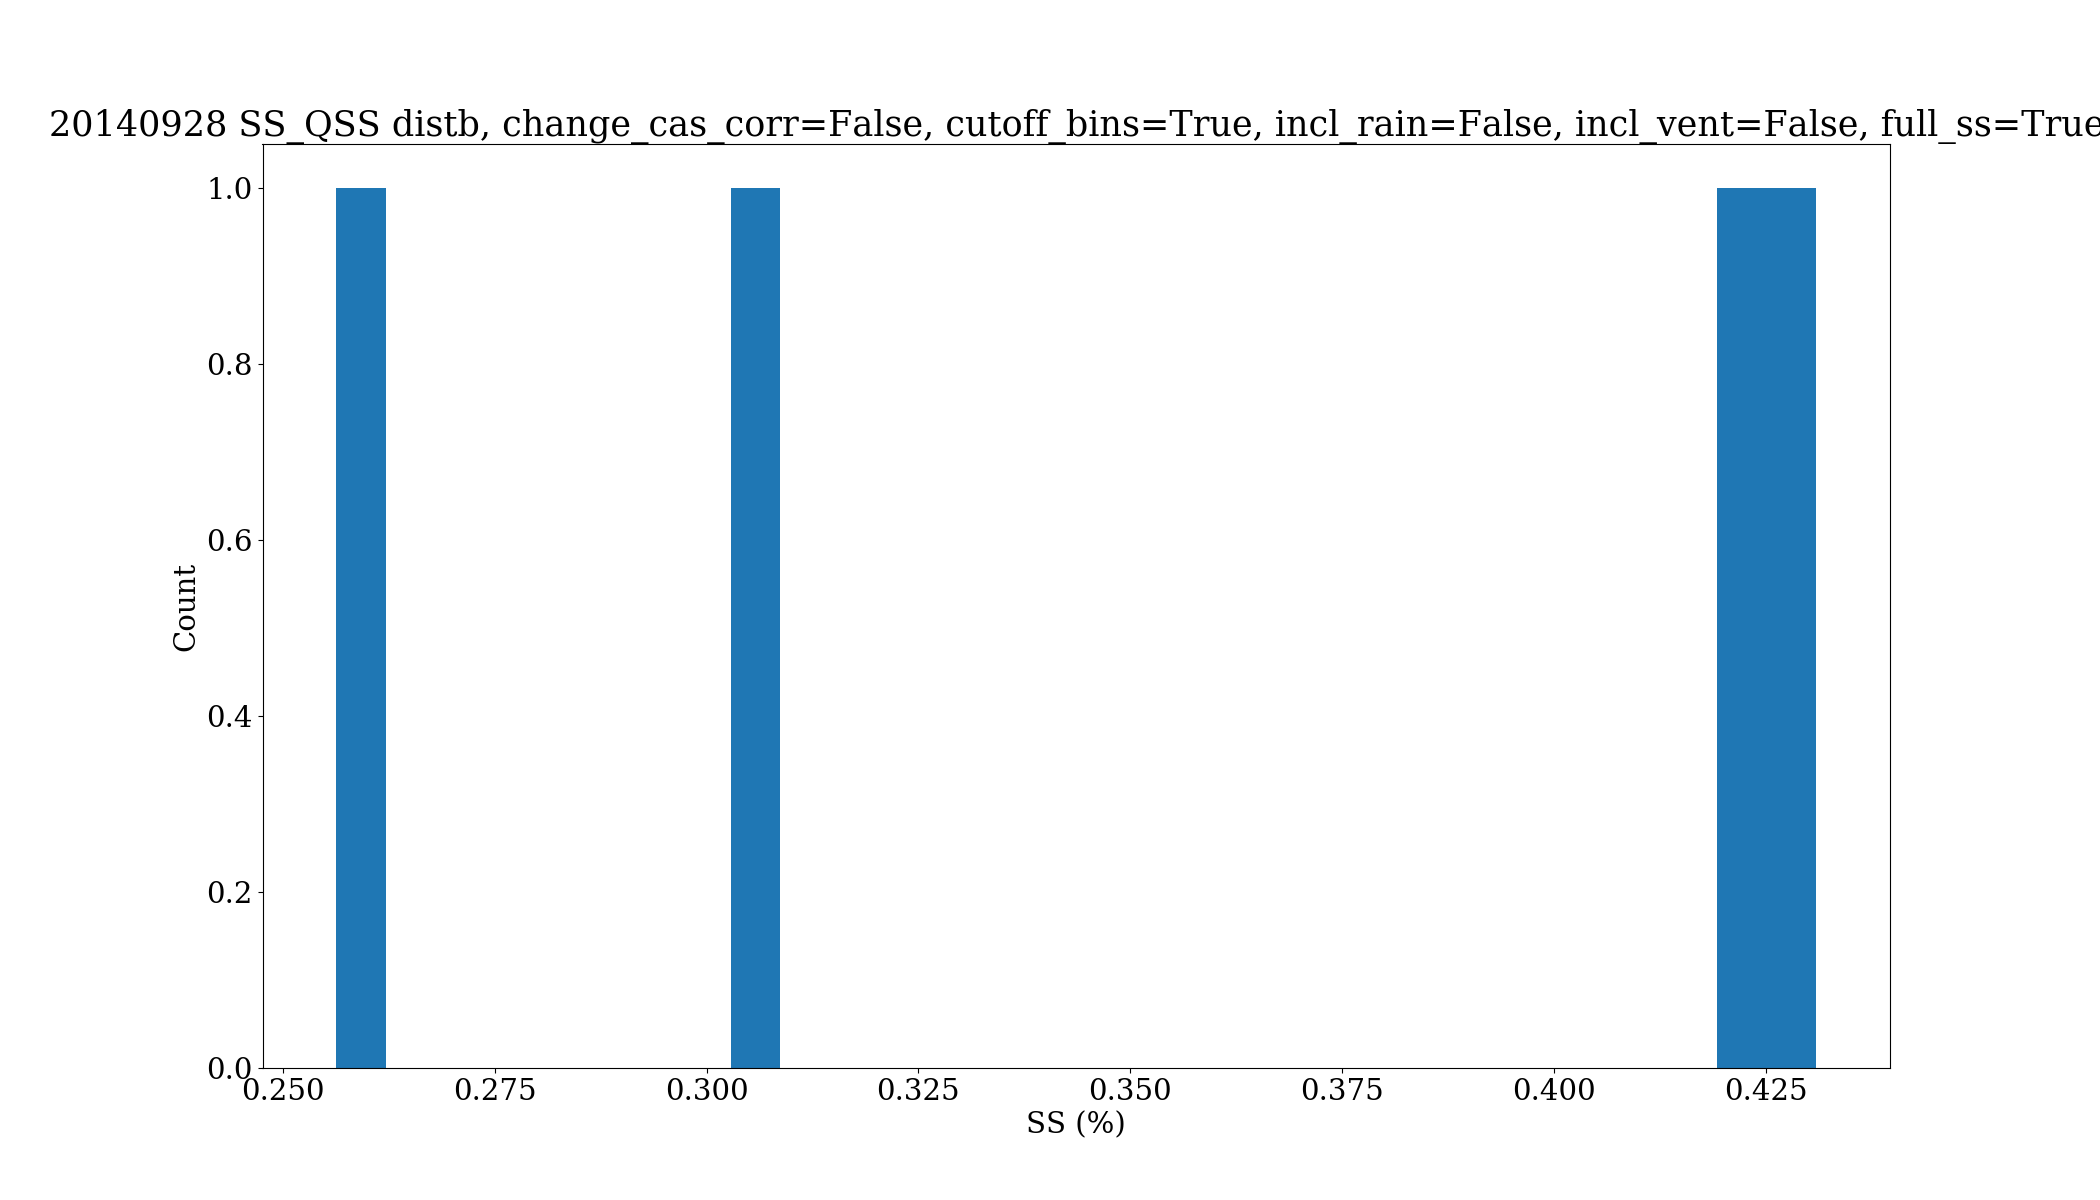 20140928 SS_QSS distb, change_cas_corr=False, cutoff_bins=True, incl_rain=False, incl_vent=False, full_ss=True
1.0
0.8
0.6
0.4
0.2
0.0
Count
0.250 0.275 0.300 0.325 0.350 0.375 0.400 0.425
SS (%)